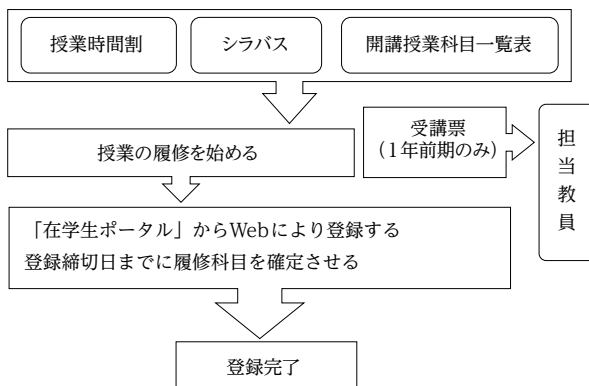 授業時間割
シラバス
開講授業科目一覧表
授業の履修を始める
受講票
（１年前期のみ）
担当教員
「在学生ポータル」からWebにより登録する
登録締切日までに履修科目を確定させる
登録完了